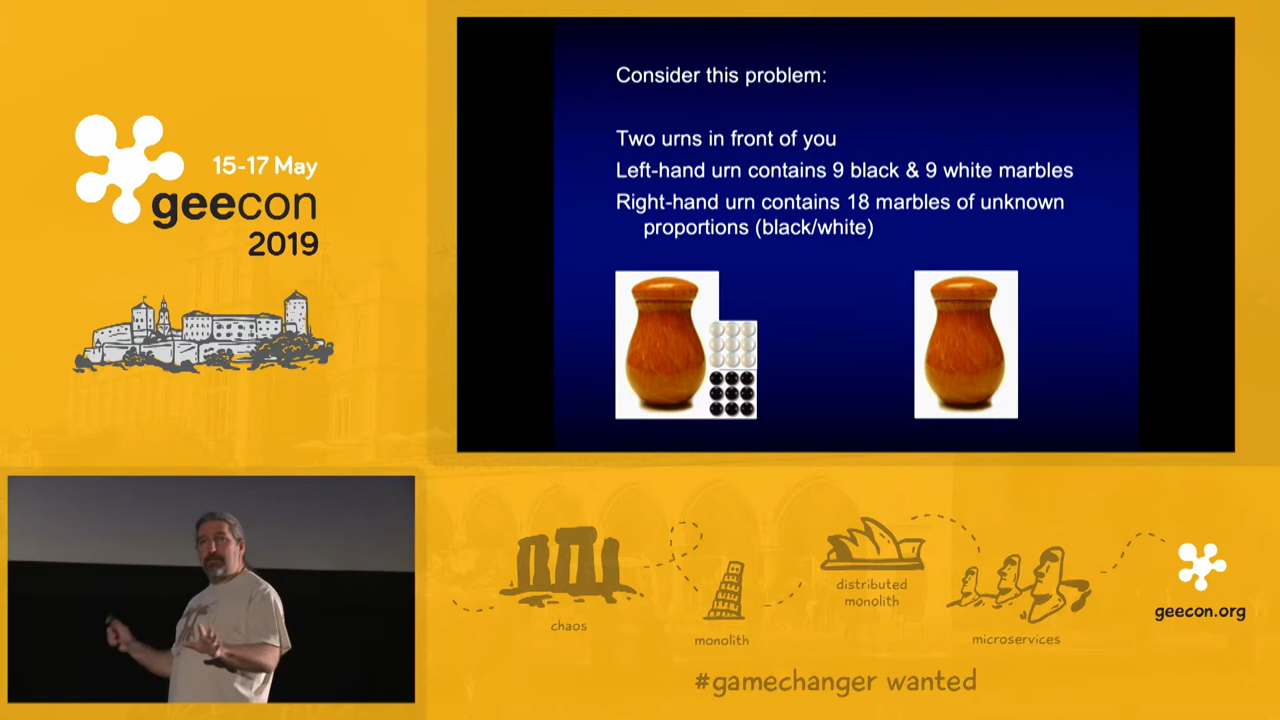 15-17 May
geecon
2019
Consider this problem:
Two urns in front of you
Left-hand urn contains 9 black & 9 white marbles
Right-hand urn contains 18 marbles of unknown
proportions (black/white)
chaos
monolith
distributed
monolith
microservices
geecon.org
#gamechanger wanted